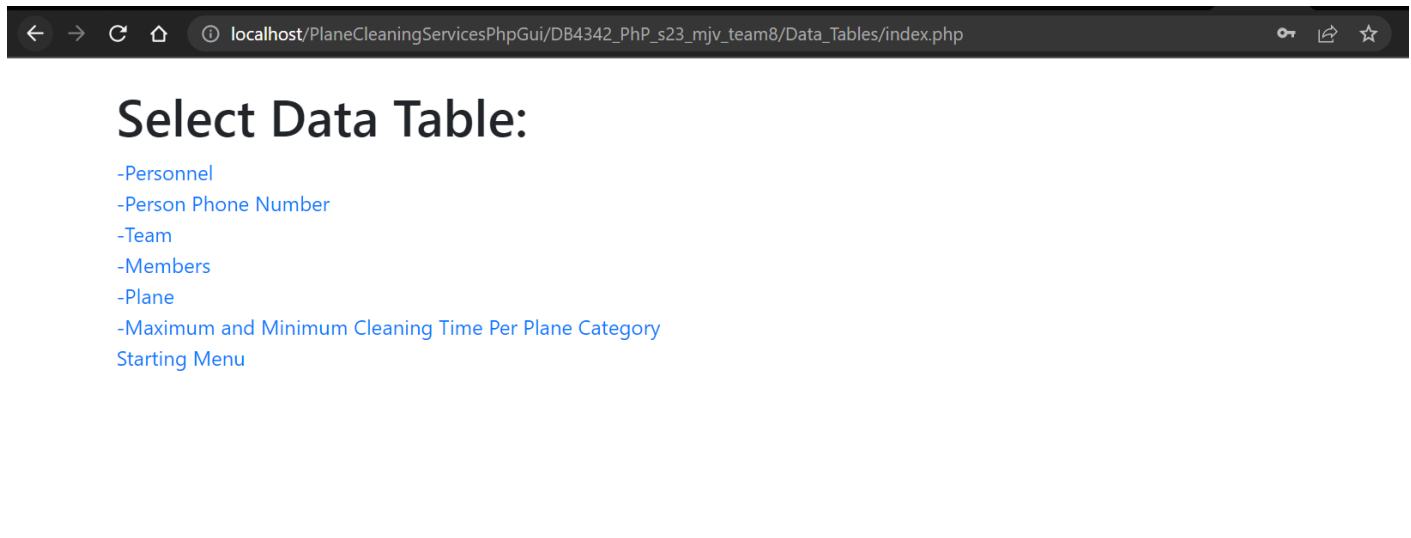 localhost/PlaneCleaningServicesPhpGui/DB4342_PhP_s23_mjv_team8/Data_Tables/index.php
Select Data Table:
-Personnel
-Person Phone Number
-Team
-Members
-Plane
-Maximum and Minimum Cleaning Time Per Plane Category
Starting Menu